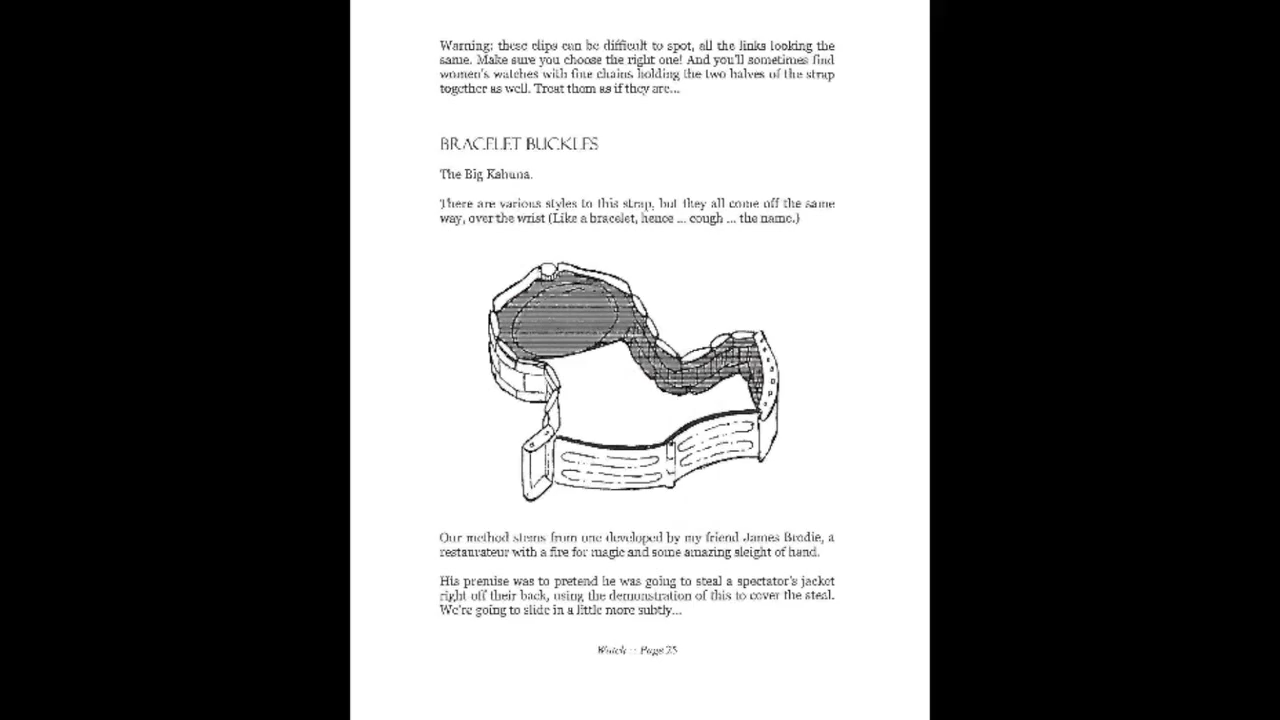 Warning: these clips can be difficult to spot, all the links looking the
same. Make sure you choose the right one! And you'll sometimes find
women's watches with fine chains holding the two halves of the strap
together as well. Treat them as if they are...
BRACELET BUCKLES
The Big Kahuna.
There are various styles to this strap, but they all come off the same
way, over the wrist (Like a bracelet, hence ... cough ... the name.)
Our method stems from one developed by my friend James Brodie, a
restaurateur with a fire for magic and some amazing sleight of hand.
His premise was to pretend he was going to steal a spectator's jacket
right off their back, using the demonstration of this to cover the steal.
We're going to slide in a little more subtly...
Watch :: Page 25